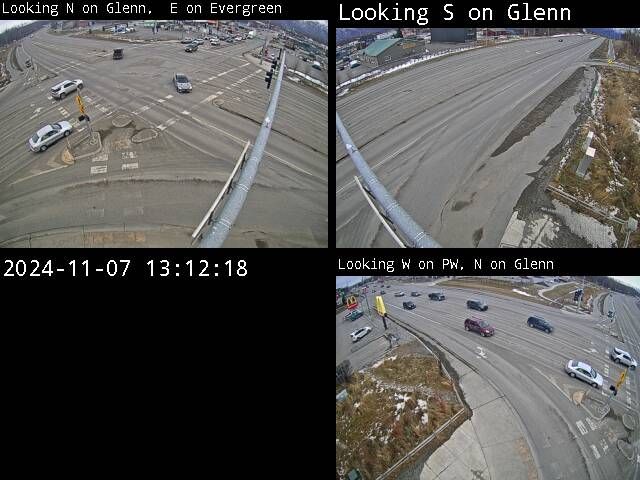 Looking N on Glenn,  E on Evergreen
Looking S on Glenn
2024-11-07 13:12:18
Looking W on PW, N on Glenn